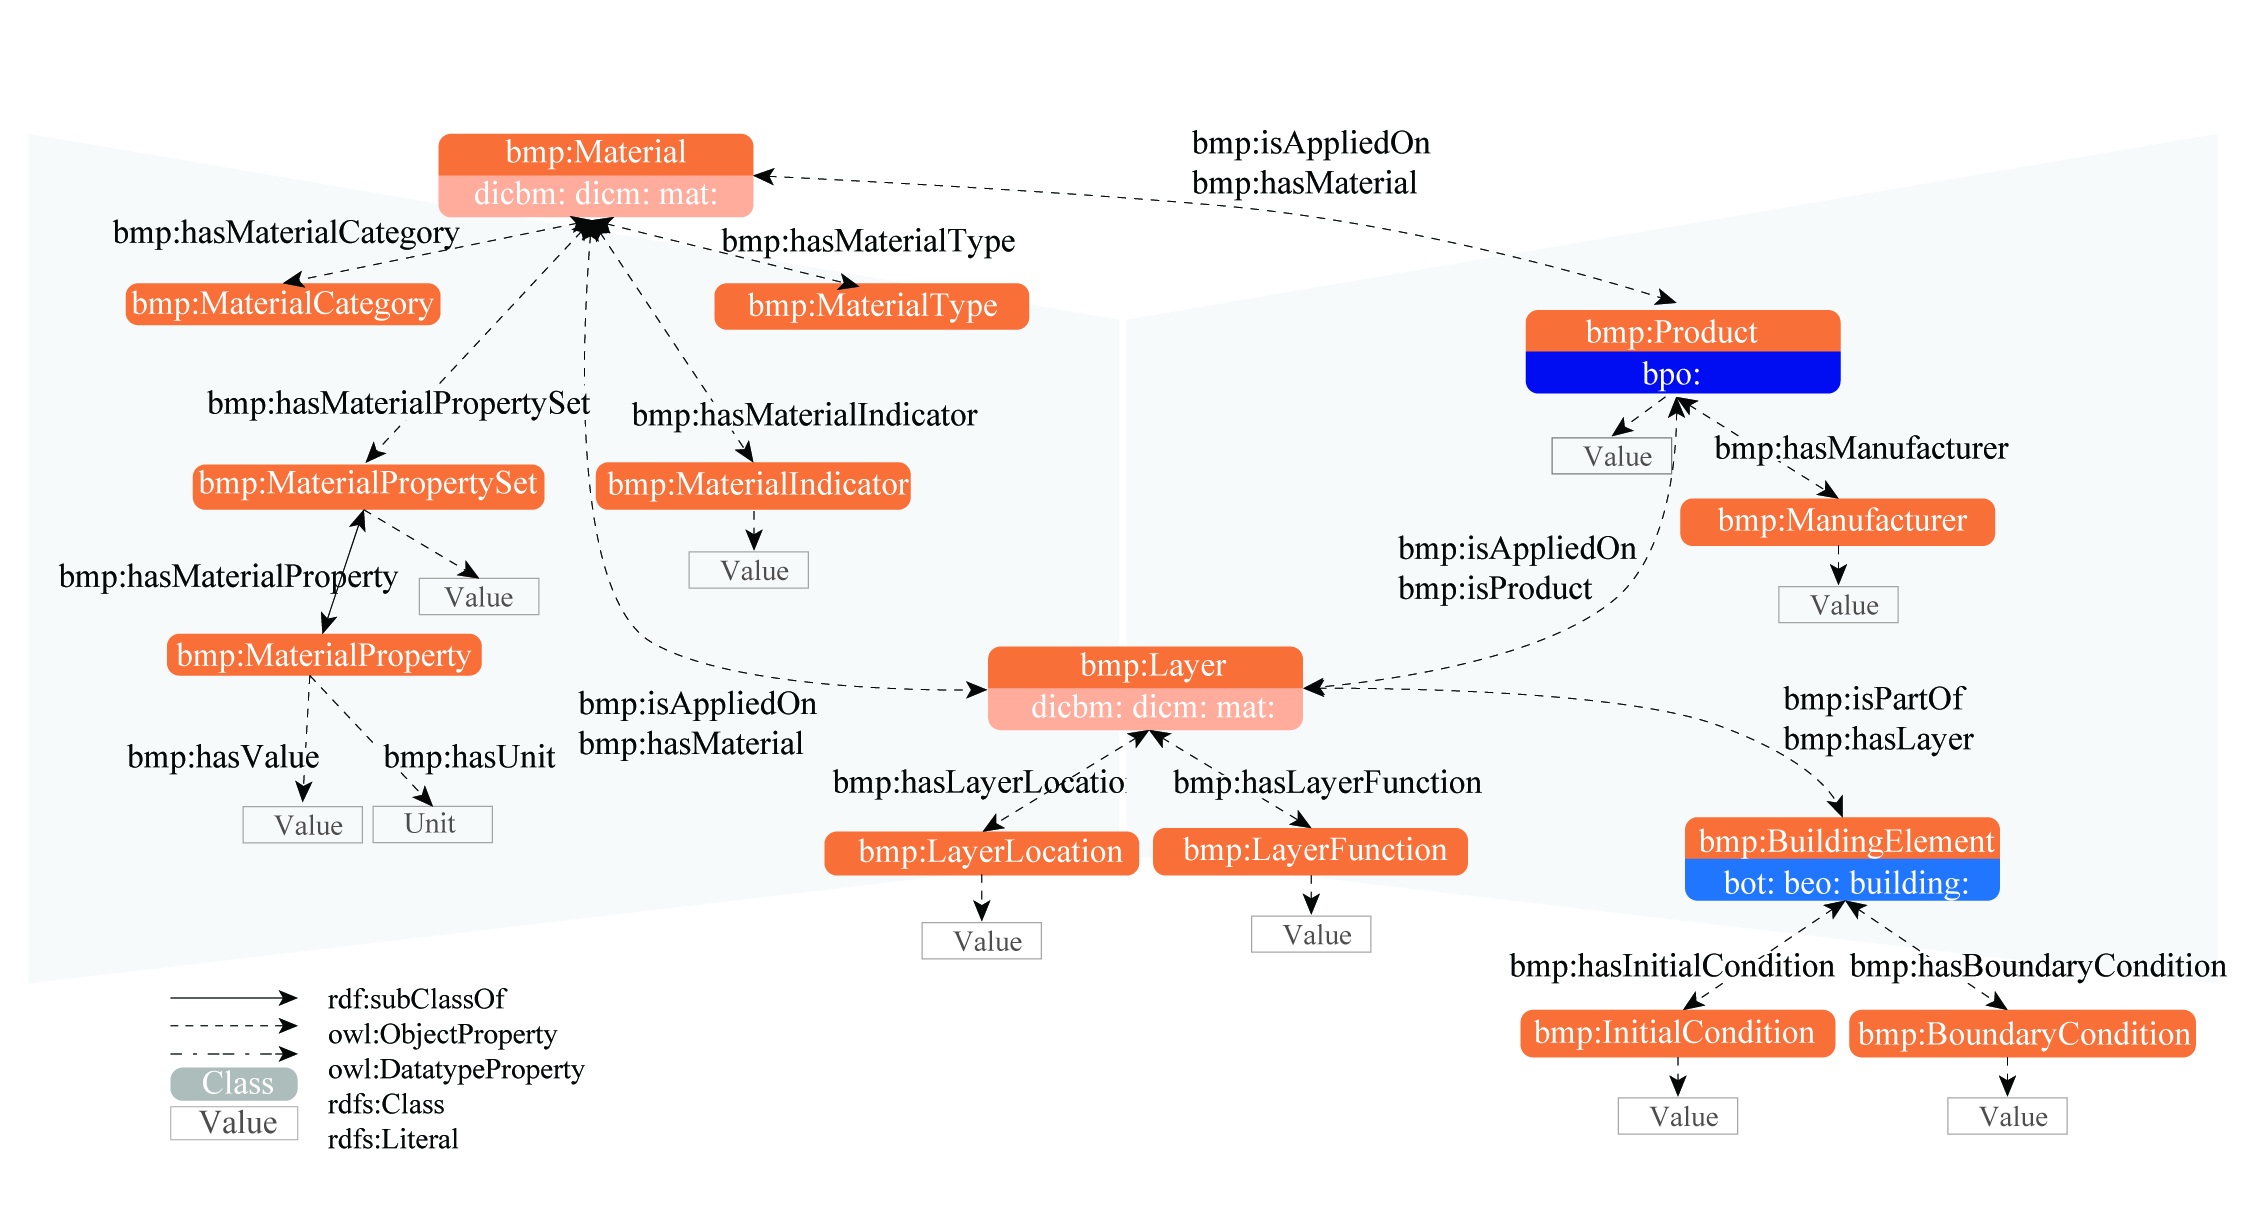 bmp:Material
dicbm: dicm: mat:
bmp:isAppliedOn
bmp:hasMaterial
bmp:hasMaterialCategory
bmp:hasMaterialType
bmp:MaterialCategory
bmp:MaterialType
bmp:Product
bpo:
bmp:hasMaterialPropertySet
bmp:hasMaterialIndicator
Value
bmp:hasManufacturer
bmp:MaterialPropertySet
bmp:MaterialIndicator
bmp:Manufacturer
bmp:isAppliedOn
bmp:isProduct
bmp:hasMaterialProperty
Value
Value
Value
bmp:MaterialProperty
bmp:Layer
dicbm: dicm: mat:
bmp:isAppliedOn
bmp:hasMaterial
bmp:isPartOf
bmp:hasLayer
bmp:hasValue
bmp:hasUnit
bmp:hasLayerLocation
bmp:hasLayerFunction
Value
Unit
bmp:LayerLocation
bmp:LayerFunction
bmp:BuildingElement
bot: beo: building:
Value
Value
bmp:hasInitialCondition
bmp:hasBoundaryCondition
bmp:InitialCondition
bmp:BoundaryCondition
Value
Value
rdf:subClassOf
owl:ObjectProperty
owl:DatatypeProperty
Class
rdfs:Class
Value
rdfs:Literal